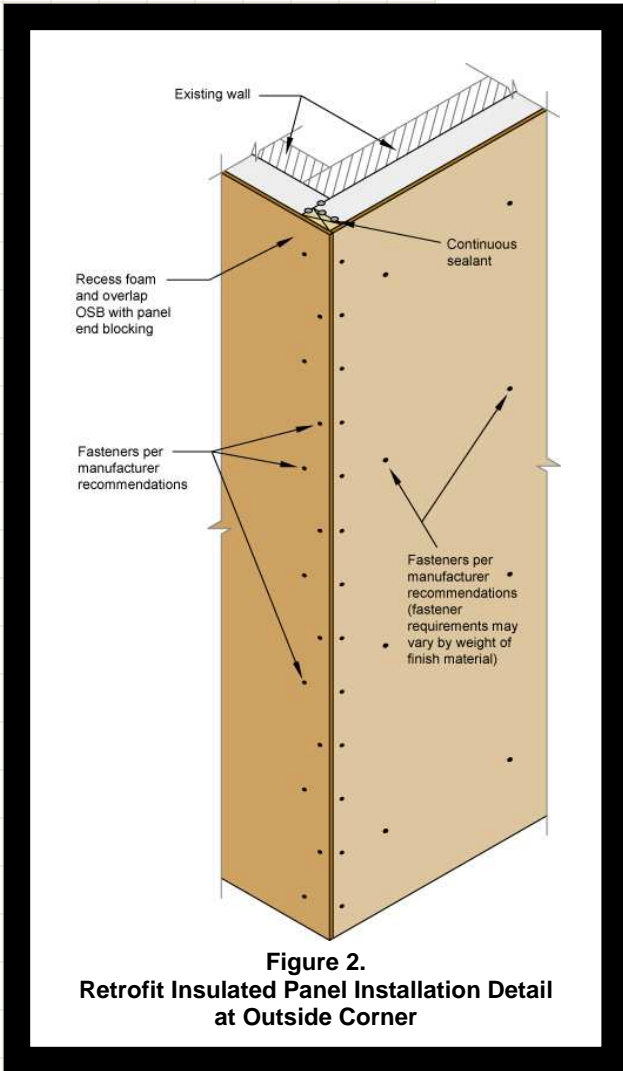 Existing wall
Continuous
sealant
Recess foam
and overlap
OSB with panel
end blocking
Fasteners per
manufacturer
recommendations
Fasteners per
manufacturer
recommendations
(fastener
requirements may
vary by weight of
finish material)
Figure 2.
Retrofit Insulated Panel Installation Detail
at Outside Corner